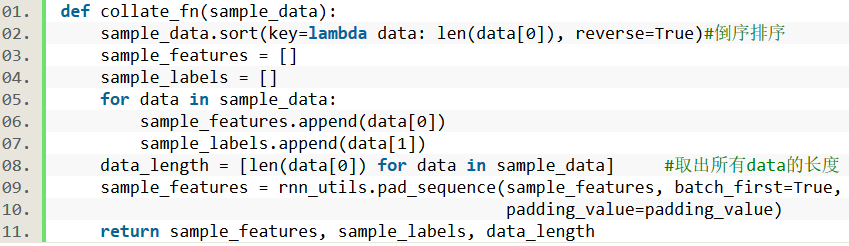 01. def collate_fn(sample_data):
02.     sample_data.sort(key=lambda data: len(data[0]), reverse=True)#倒序排序
03.     sample_features = []
04.     sample_labels = []
05.     for data in sample_data:
06.         sample_features.append(data[0])
07.         sample_labels.append(data[1])
08.     data_length = [len(data[0]) for data in sample_data]     #取出所有data的长度
09.     sample_features = rnn_utils.pad_sequence(sample_features, batch_first=True,
10.                                              padding_value=padding_value)
11.     return sample_features, sample_labels, data_length